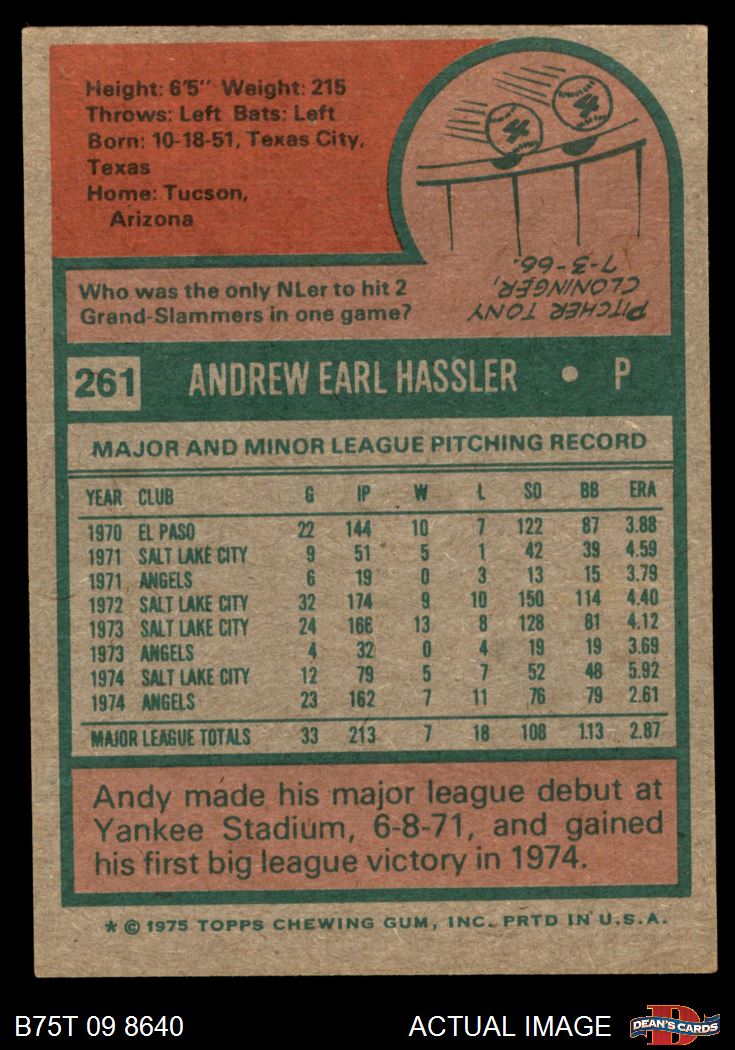 Height: 6'5" Weight: 215
Throws: Left Bats: Left
Born: 10-18-51, Texas City,
Texas
Home: Tucson,
Arizona
Who was the only NLer to hit 2
Grand-Slammers in one game?
PITCHER TONY
CLONINGER,
7-3-66.
261 ANDREW EARL HASSLER • P
MAJOR AND MINOR LEAGUE PITCHING RECORD
YEAR CLUB G IP W L SO BB ERA
1970 EL PASO 22 144 10 7 122 87 3.88
1971 SALT LAKE CITY 9 51 5 1 42 39 4.59
1971 ANGELS 6 19 0 3 13 15 3.79
1972 SALT LAKE CITY 32 174 9 10 150 114 4.40
1973 SALT LAKE CITY 24 166 13 8 128 81 4.12
1973 ANGELS 4 32 0 4 19 19 3.69
1974 SALT LAKE CITY 12 79 5 7 52 48 5.92
1974 ANGELS 23 162 7 11 76 79 2.61
MAJOR LEAGUE TOTALS 33 213 7 18 108 113 2.87
Andy made his major league debut at
Yankee Stadium, 6-8-71, and gained
his first big league victory in 1974.
* © 1975 TOPPS CHEWING GUM, INC. PRTD IN U.S.A.
B75T 09 8640 ACTUAL IMAGE D DEAN'S CARDS